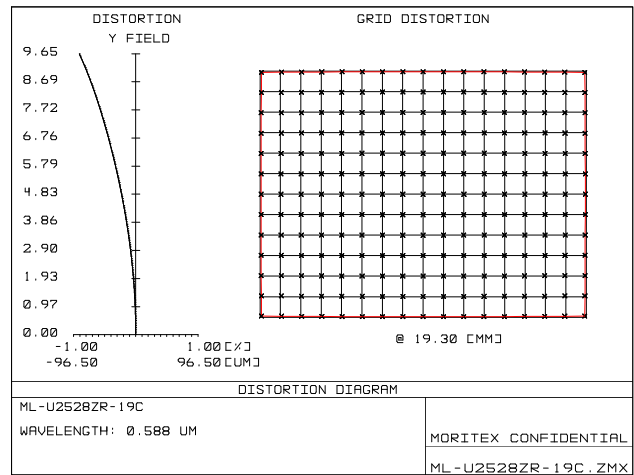 DISTORTION
Y FIELD
9.65
8.69
7.72
6.76
5.79
4.83
3.86
2.90
1.93
0.97
0.00
-1.00 1.00[%]
-96.50 96.50[UM]
GRID DISTORTION
@ 19.30 [MM]
DISTORTION DIAGRAM
ML-U2528ZR-19C
WAVELENGTH: 0.588 UM
MORITEX CONFIDENTIAL
ML-U2528ZR-19C.ZMX